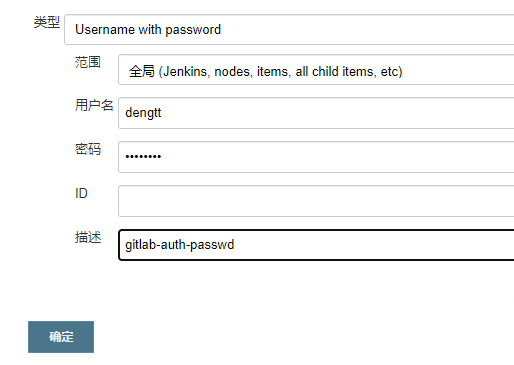 类型 Username with password
范围 全局 (Jenkins, nodes, items, all child items, etc)
用户名 dengtt
密码 ••••••••
ID
描述 gitlab-auth-passwd
确定